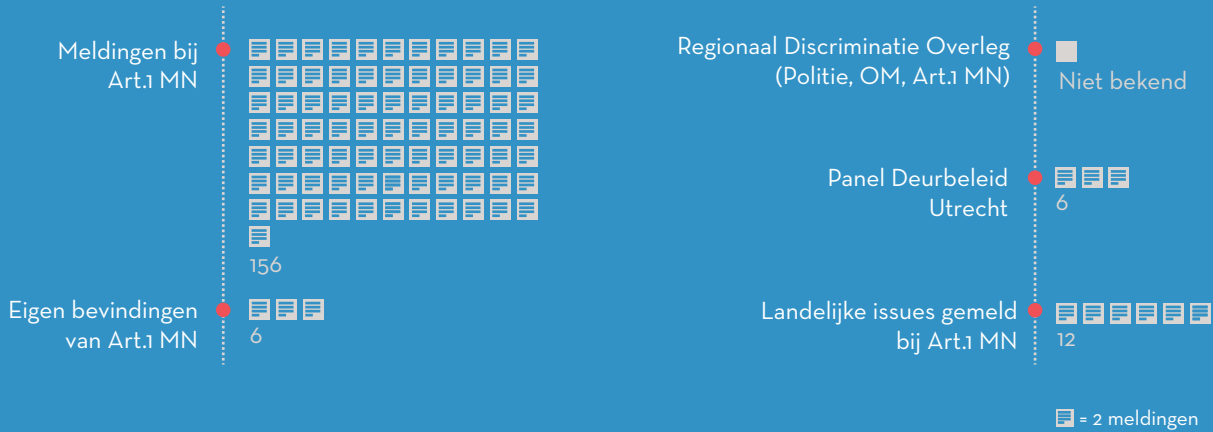 Meldingen bij
Art.1 MN
156
Eigen bevindingen
van Art.1 MN
6
Regionaal Discriminatie Overleg
(Politie, OM, Art.1 MN)
Niet bekend
Panel Deurbeleid
Utrecht
6
Landelijke issues gemeld
bij Art.1 MN
12
= 2 meldingen